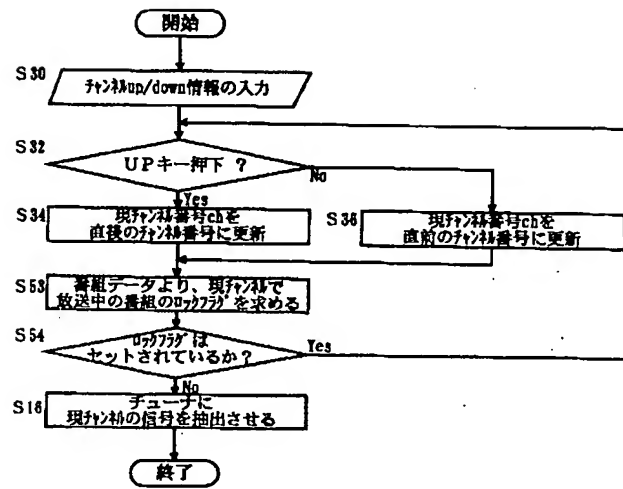 開始
S30
チャンネルup/down情報の入力
S32
UPキー押下 ?
No
Yes
S34
現チャンネル番号chを
直後のチャンネル番号に更新
S36
現チャンネル番号chを
直前のチャンネル番号に更新
S53
番組データより、現チャンネルで
放送中の番組のロックフラグを求める
S54
ロックフラグは
セットされているか?
Yes
No
S16
チューナに
現チャンネルの信号を抽出させる
終了